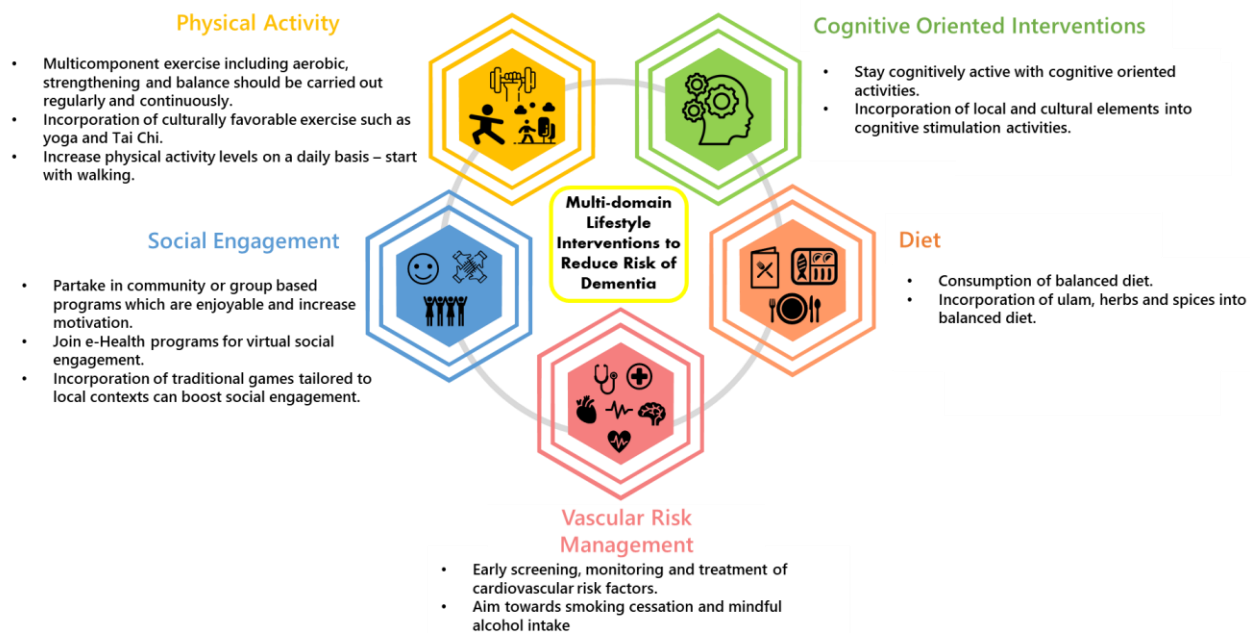 Physical Activity
• Multicomponent exercise including aerobic,
strengthening and balance should be carried out
regularly and continuously.
• Incorporation of culturally favorable exercise such as
yoga and Tai Chi.
• Increase physical activity levels on a daily basis – start
with walking.
Cognitive Oriented Interventions
• Stay cognitively active with cognitive oriented
activities.
• Incorporation of local and cultural elements into
cognitive stimulation activities.
Multi-domain
Lifestyle
Interventions to
Reduce Risk of
Dementia
Social Engagement
• Partake in community or group based
programs which are enjoyable and increase
motivation.
• Join e-Health programs for virtual social
engagement.
• Incorporation of traditional games tailored to
local contexts can boost social engagement.
Diet
• Consumption of balanced diet.
• Incorporation of ulam, herbs and spices into
balanced diet.
Vascular Risk
Management
• Early screening, monitoring and treatment of
cardiovascular risk factors.
• Aim towards smoking cessation and mindful
alcohol intake